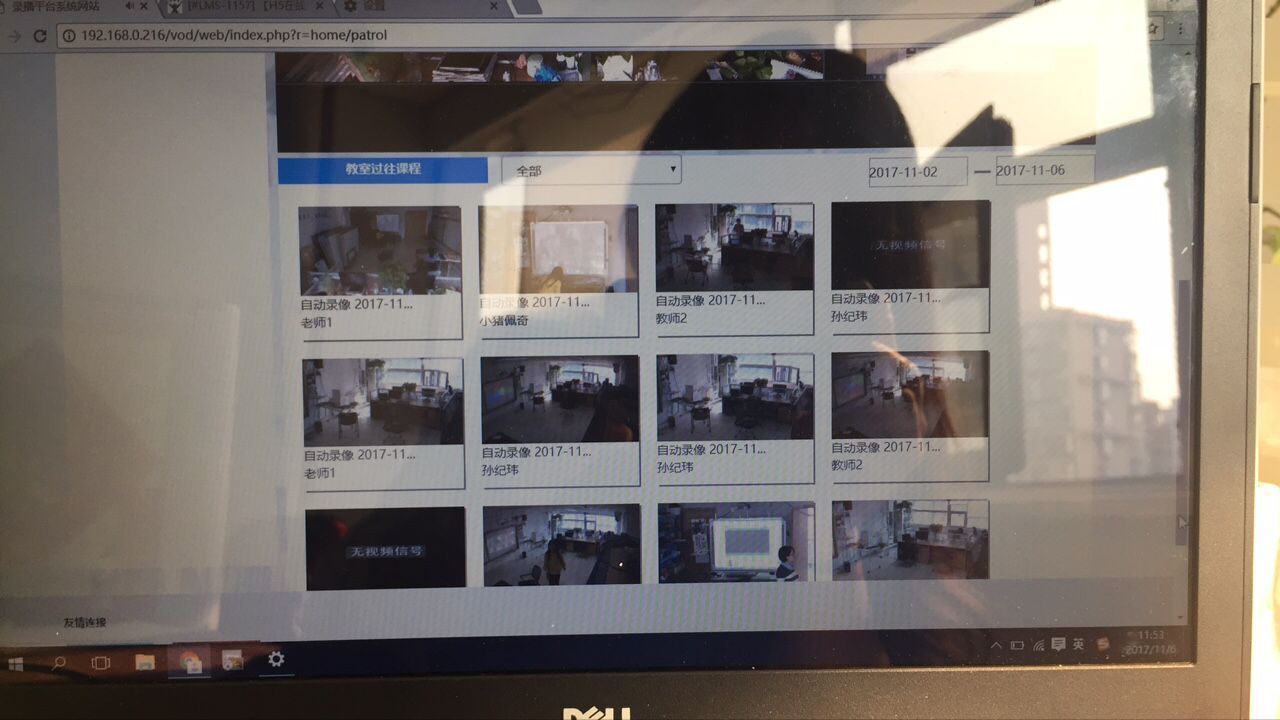 录播平台系统网站
[#LMS-1157] 【H5在线
设置
192.168.0.216/vod/web/index.php?r=home/patrol
教室过往课程
全部
2017-11-02 — 2017-11-06
无视频信号
自动录像 2017-11...
老师1
自动录像 2017-11...
小猪佩奇
自动录像 2017-11...
教师2
自动录像 2017-11...
孙纪玮
自动录像 2017-11...
老师1
自动录像 2017-11...
孙纪玮
自动录像 2017-11...
孙纪玮
自动录像 2017-11...
教师2
无视频信号
友情连接
英
11:53
2017/11/6
DELL